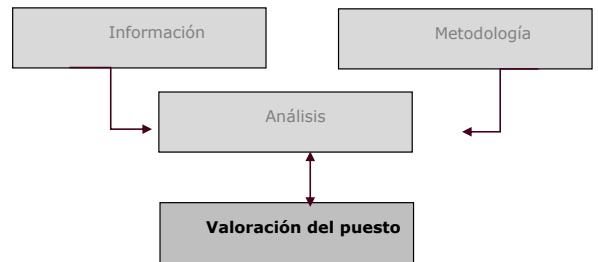 Información
Metodología
Análisis
Valoración del puesto